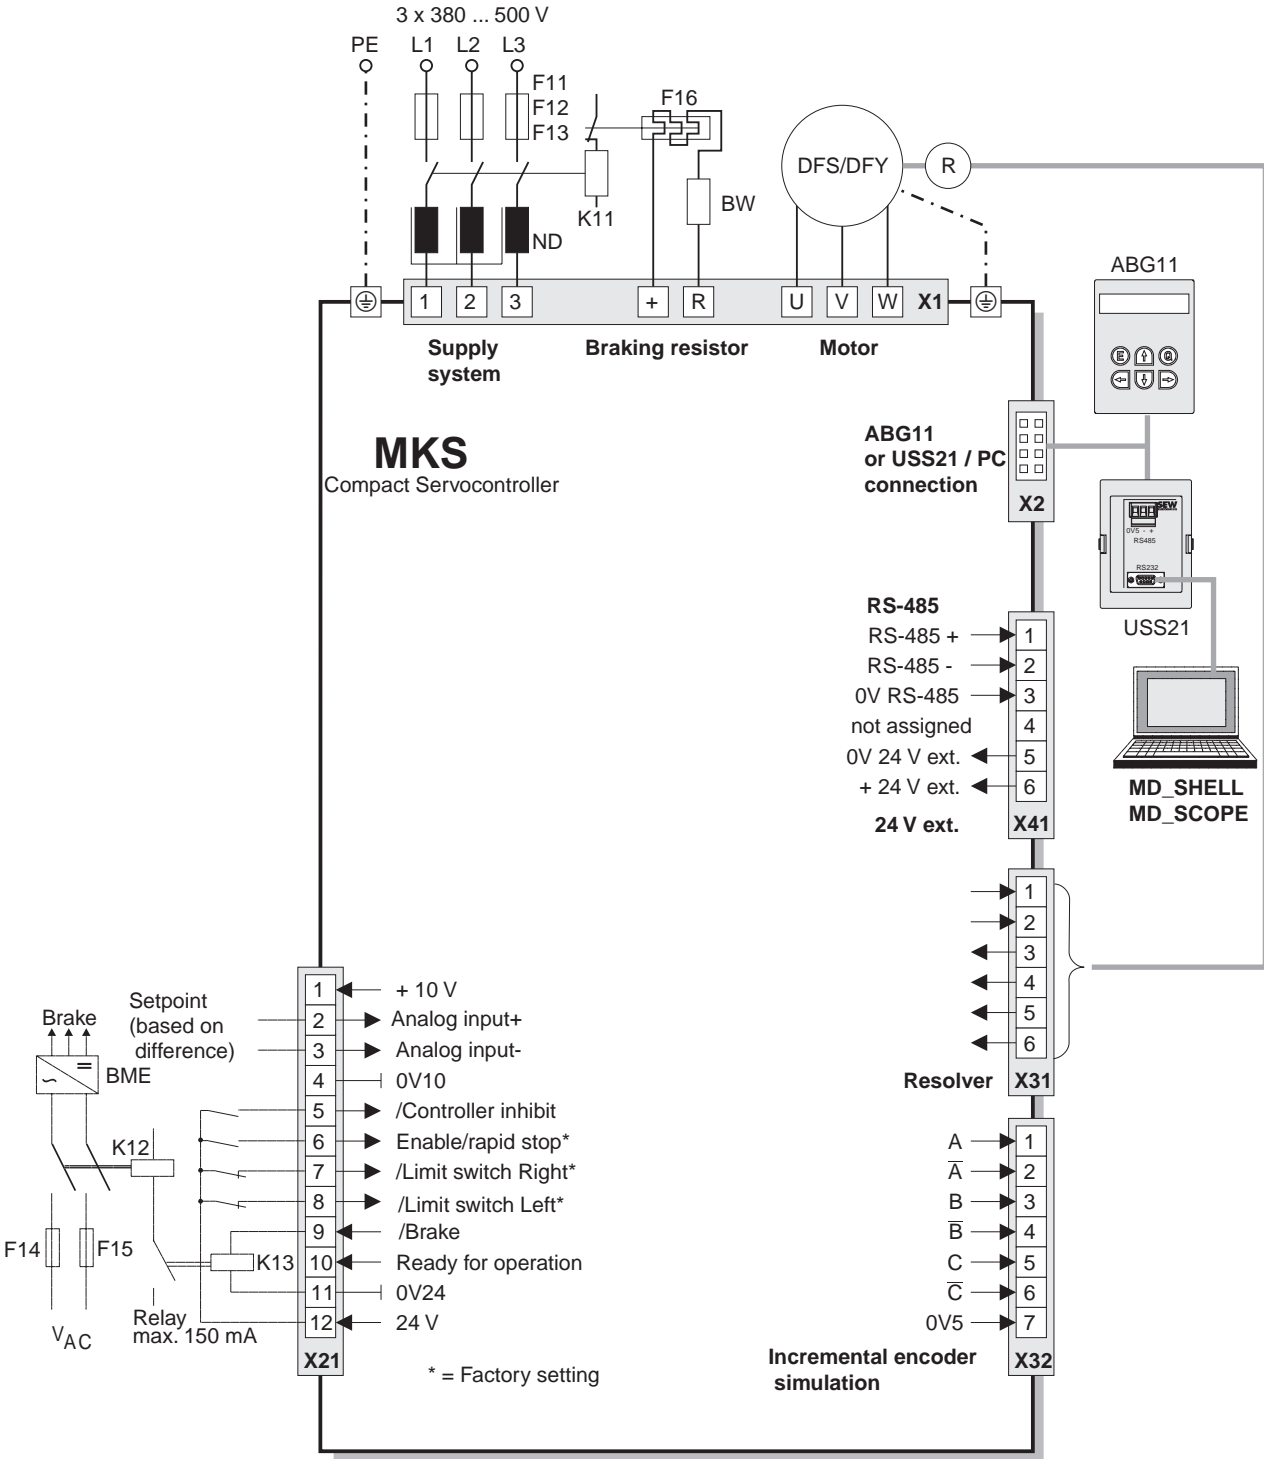 3 x 380 ... 500 V
PE L1 L2 L3
F11
F12
F13
F16
K11
ND
BW
DFS/DFY
R
1 2 3 + R U V W X1
Supply
system
Braking resistor
Motor
ABG11
E Q
MKS
Compact Servocontroller
ABG11
or USS21 / PC
connection
X2
SEW
0V5 - +
RS485
RS232
USS21
MD_SHELL
MD_SCOPE
RS-485
RS-485 + 1
RS-485 - 2
0V RS-485 3
not assigned 4
0V 24 V ext. 5
+ 24 V ext. 6
24 V ext. X41
1
2
3
4
5
6
Resolver X31
A 1
A̅ 2
B 3
B̅ 4
C 5
C̅ 6
0V5 7
Incremental encoder
simulation
X32
Setpoint
(based on
difference)
Brake
BME
K12
F14
F15
K13
VAC
Relay
max. 150 mA
1 + 10 V
2 Analog input+
3 Analog input-
4 0V10
5 /Controller inhibit
6 Enable/rapid stop*
7 /Limit switch Right*
8 /Limit switch Left*
9 /Brake
10 Ready for operation
11 0V24
12 24 V
X21
* = Factory setting